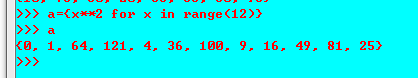 >>> a={x**2 for x in range(12)}
>>> a
{0, 1, 64, 121, 4, 36, 100, 9, 16, 49, 81, 25}
>>>